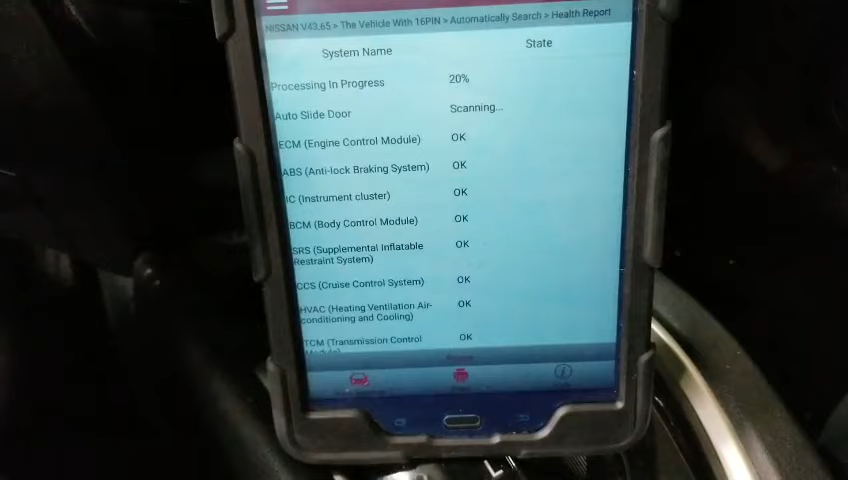 NISSAN V43.65 > The Vehicle With 16PIN > Automatically Search > Health Report
System Name State
Processing In Progress 20%
Auto Slide Door Scanning...
ECM (Engine Control Module) OK
ABS (Anti-lock Braking System) OK
IC (Instrument cluster) OK
BCM (Body Control Module) OK
SRS (Supplemental Inflatable OK
Restraint System)
CCS (Cruise Control System) OK
HVAC (Heating Ventilation Air- OK
conditioning and Cooling)
TCM (Transmission Control OK
Module)